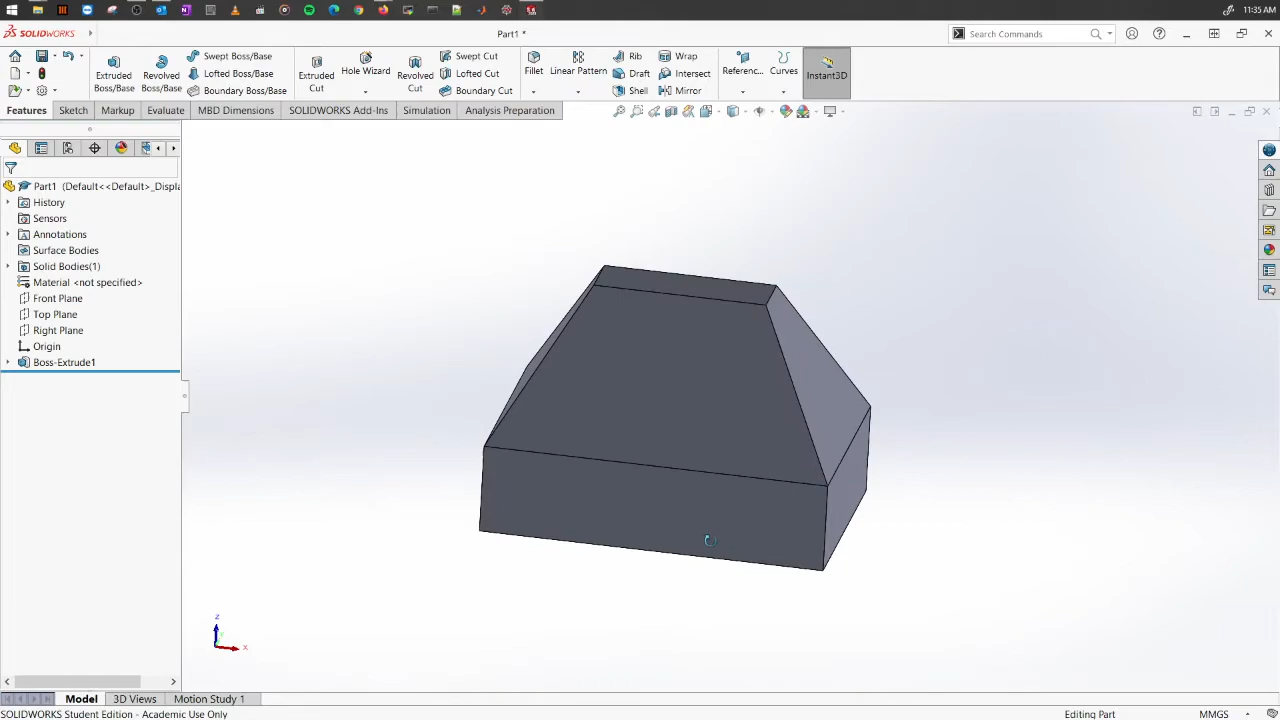 11:35 AM
SOLIDWORKS
Part1 *
Search Commands
Extruded Boss/Base
Revolved Boss/Base
Swept Boss/Base
Lofted Boss/Base
Boundary Boss/Base
Extruded Cut
Hole Wizard
Revolved Cut
Swept Cut
Lofted Cut
Boundary Cut
Fillet
Linear Pattern
Rib
Draft
Shell
Wrap
Intersect
Mirror
Referenc...
Curves
Instant3D
Features
Sketch
Markup
Evaluate
MBD Dimensions
SOLIDWORKS Add-Ins
Simulation
Analysis Preparation
Part1 (Default<<Default>_Displa
History
Sensors
Annotations
Surface Bodies
Solid Bodies(1)
Material <not specified>
Front Plane
Top Plane
Right Plane
Origin
Boss-Extrude1
Z
X
Model
3D Views
Motion Study 1
SOLIDWORKS Student Edition - Academic Use Only
Editing Part
MMGS